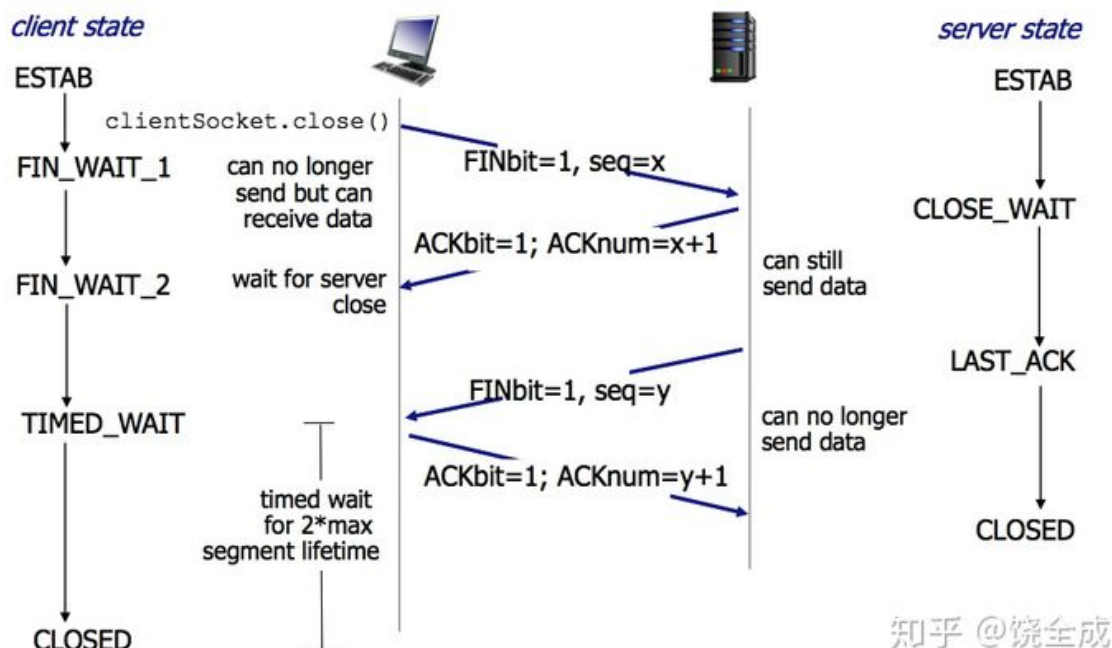 client state
server state
ESTAB
ESTAB
clientSocket.close()
FIN_WAIT_1
can no longer
send but can
receive data
FINbit=1, seq=x
CLOSE_WAIT
ACKbit=1; ACKnum=x+1
FIN_WAIT_2
wait for server
close
can still
send data
LAST_ACK
FINbit=1, seq=y
TIMED_WAIT
can no longer
send data
ACKbit=1; ACKnum=y+1
timed wait
for 2*max
segment lifetime
CLOSED
CLOSED
知乎 @饶全成